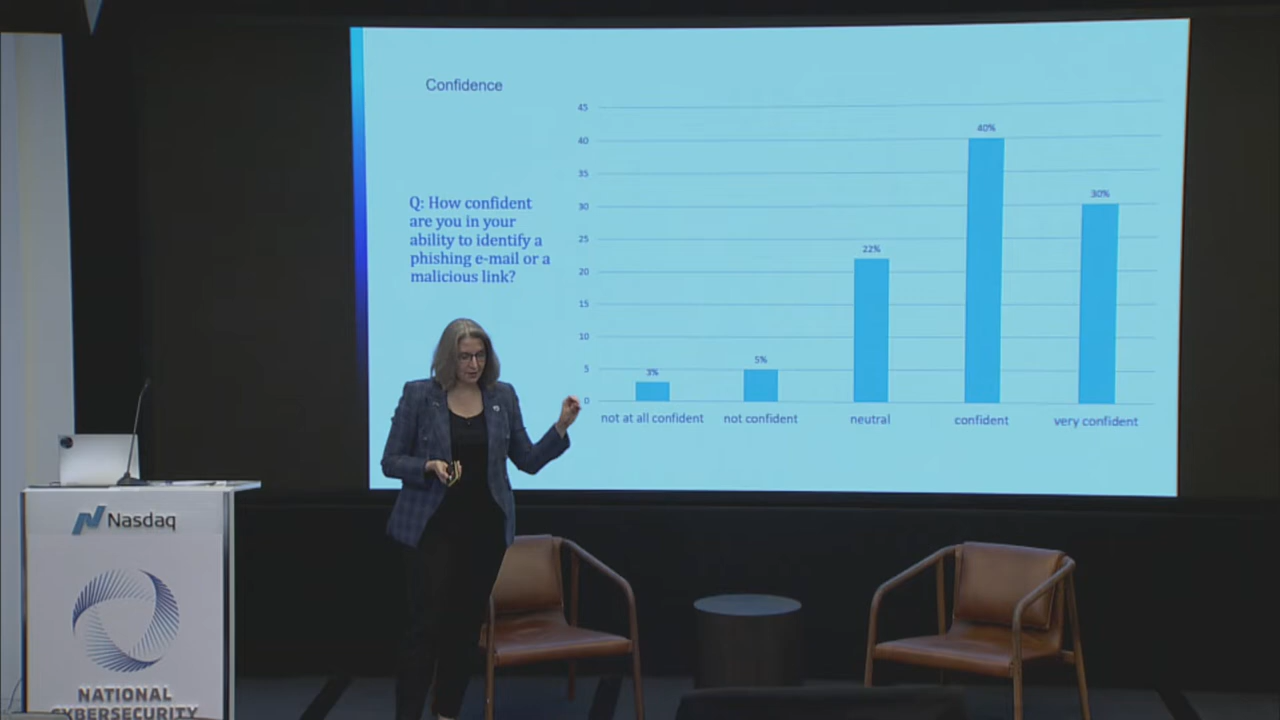 Confidence
Q: How confident
are you in your
ability to identify a
phishing e-mail or a
malicious link?
45
40
35
30
25
20
15
10
5
0
3%
5%
22%
40%
30%
not at all confident
not confident
neutral
confident
very confident
Nasdaq
NATIONAL
CYBERSECURITY